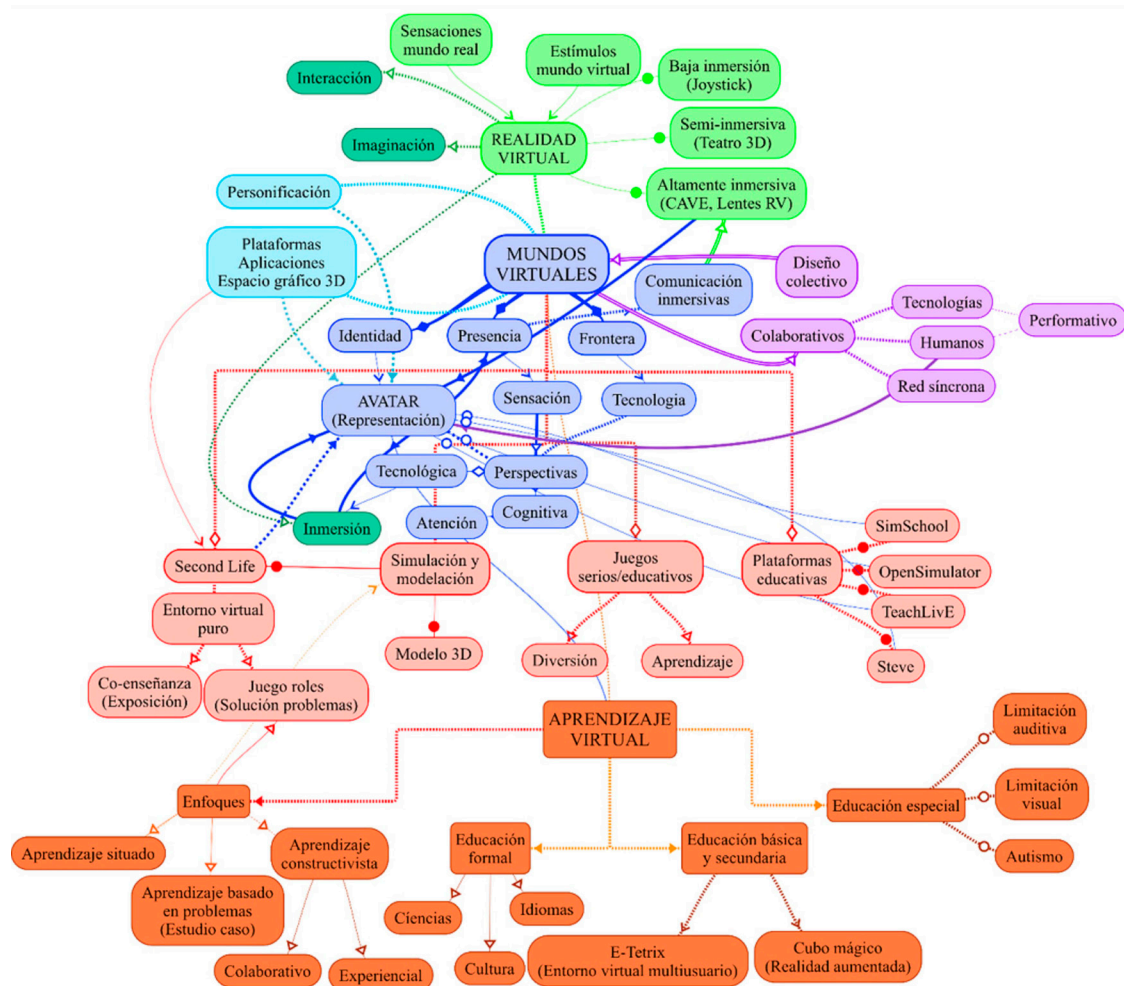 Sensaciones
mundo real
Estímulos
mundo virtual
Baja inmersión
(Joystick)
Interacción
Semi-inmersiva
(Teatro 3D)
REALIDAD
VIRTUAL
Imaginación
Altamente inmersiva
(CAVE, Lentes RV)
Personificación
Plataformas
Aplicaciones
Espacio gráfico 3D
MUNDOS
VIRTUALES
Diseño
colectivo
Comunicación
inmersivas
Tecnologías
Performativo
Colaborativos
Humanos
Red síncrona
Identidad
Presencia
Frontera
AVATAR
(Representación)
Sensación
Tecnologia
Tecnológica
Perspectivas
Cognitiva
Atención
Inmersión
Second Life
Simulación y
modelación
Juegos
serios/educativos
Plataformas
educativas
SimSchool
OpenSimulator
TeachLivE
Steve
Entorno virtual
puro
Modelo 3D
Diversión
Aprendizaje
Co-enseñanza
(Exposición)
Juego roles
(Solución problemas)
APRENDIZAJE
VIRTUAL
Limitación
auditiva
Enfoques
Educación especial
Limitación
visual
Autismo
Aprendizaje situado
Aprendizaje
constructivista
Educación
formal
Educación básica
y secundaria
Aprendizaje basado
en problemas
(Estudio caso)
Cíencias
Idiomas
Colaborativo
Experiencial
Cultura
E-Tetrix
(Entorno virtual multiusuario)
Cubo mágico
(Realidad aumentada)